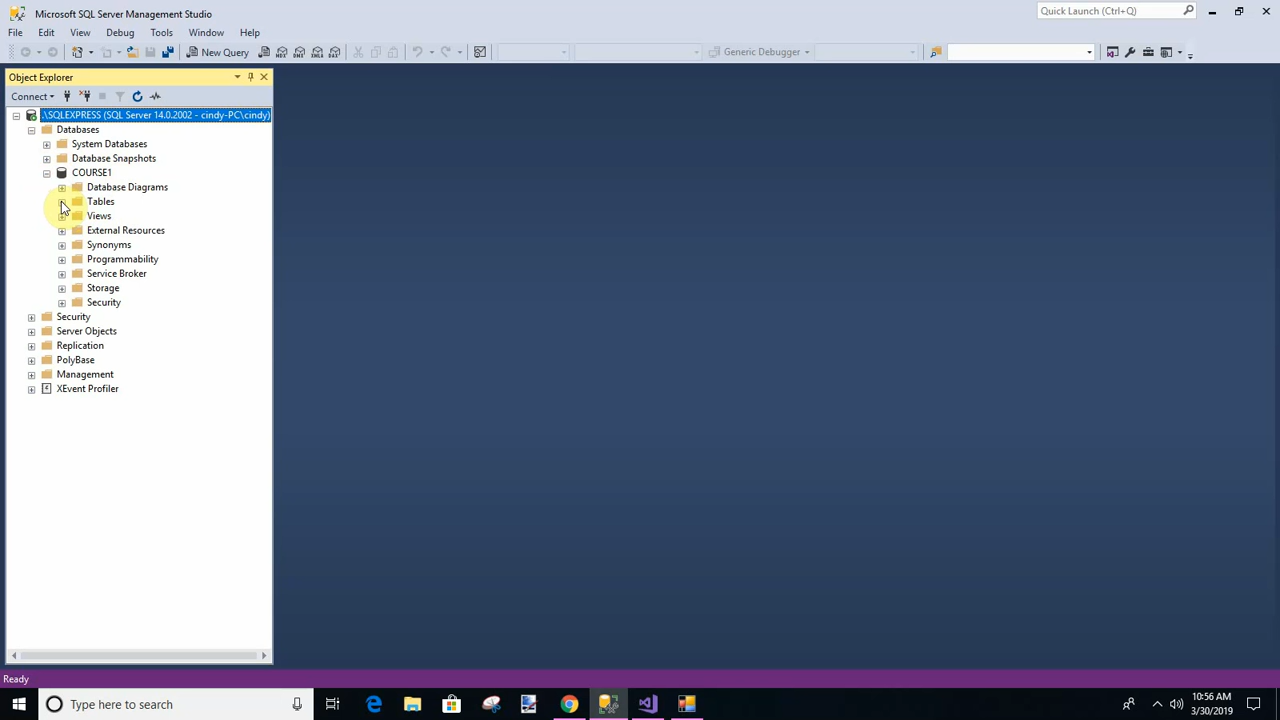 Microsoft SQL Server Management Studio
Quick Launch (Ctrl+Q)
File Edit View Debug Tools Window Help
New Query
Generic Debugger
Object Explorer
Connect
.\SQLEXPRESS (SQL Server 14.0.2002 - cindy-PC\cindy)
Databases
System Databases
Database Snapshots
COURSE1
Database Diagrams
Tables
Views
External Resources
Synonyms
Programmability
Service Broker
Storage
Security
Security
Server Objects
Replication
PolyBase
Management
XEvent Profiler
Ready
Type here to search
10:56 AM
3/30/2019